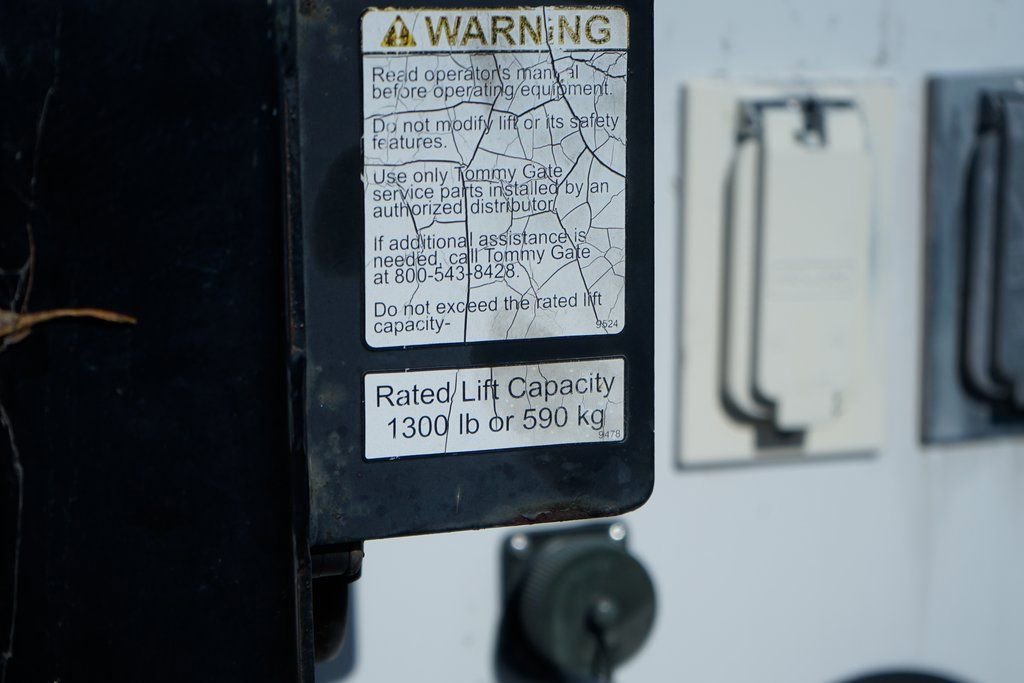 WARNING
Read operator's manual
before operating equipment.
Do not modify lift or its safety
features.
Use only Tommy Gate
service parts installed by an
authorized distributor
If additional assistance is
needed, call Tommy Gate
at 800-543-8428.
Do not exceed the rated lift
capacity-
9524
Rated Lift Capacity
1300 lb or 590 kg
9478